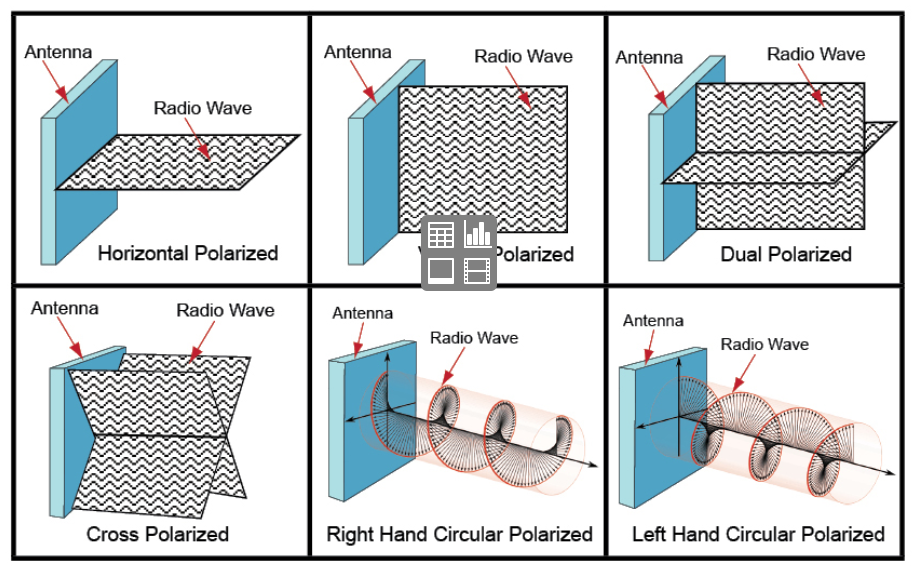 Antenna
Radio Wave
Horizontal Polarized
Antenna
Radio Wave
Polarized
Antenna
Radio Wave
Dual Polarized
Antenna
Radio Wave
Cross Polarized
Antenna
Radio Wave
Right Hand Circular Polarized
Antenna
Radio Wave
Left Hand Circular Polarized